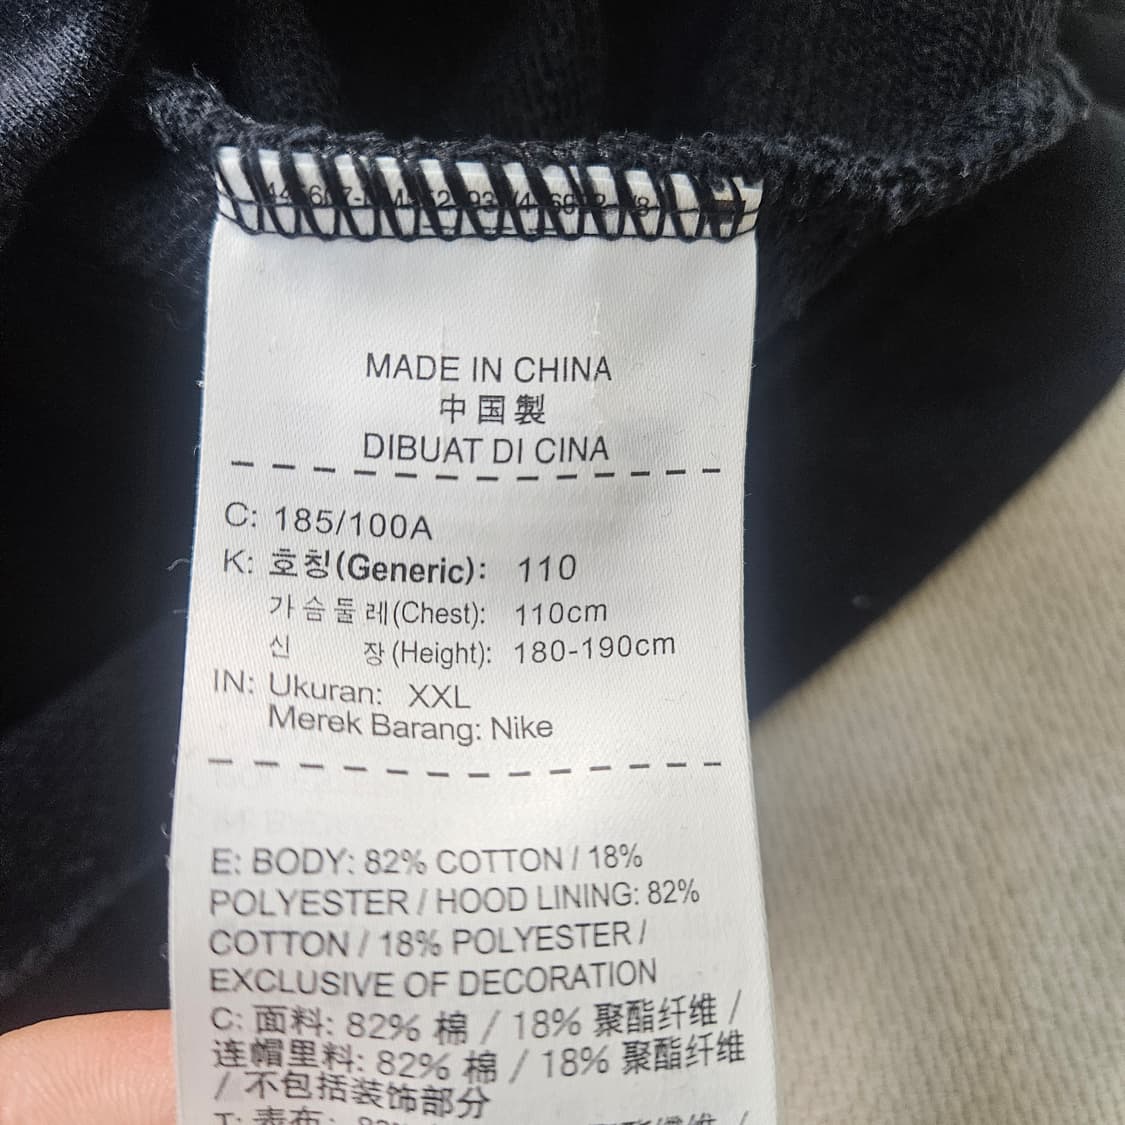 MADE IN CHINA
中国製
DIBUAT DI CINA
C: 185/100A
K: 호칭(Generic): 110
가슴둘레(Chest): 110cm
신 장(Height): 180-190cm
IN: Ukuran: XXL
Merek Barang: Nike
E: BODY: 82% COTTON / 18%
POLYESTER / HOOD LINING: 82%
COTTON / 18% POLYESTER /
EXCLUSIVE OF DECORATION
C: 面料: 82% 棉 / 18% 聚酯纤维 /
连帽里料: 82% 棉 / 18% 聚酯纤维
/ 不包括装饰部分